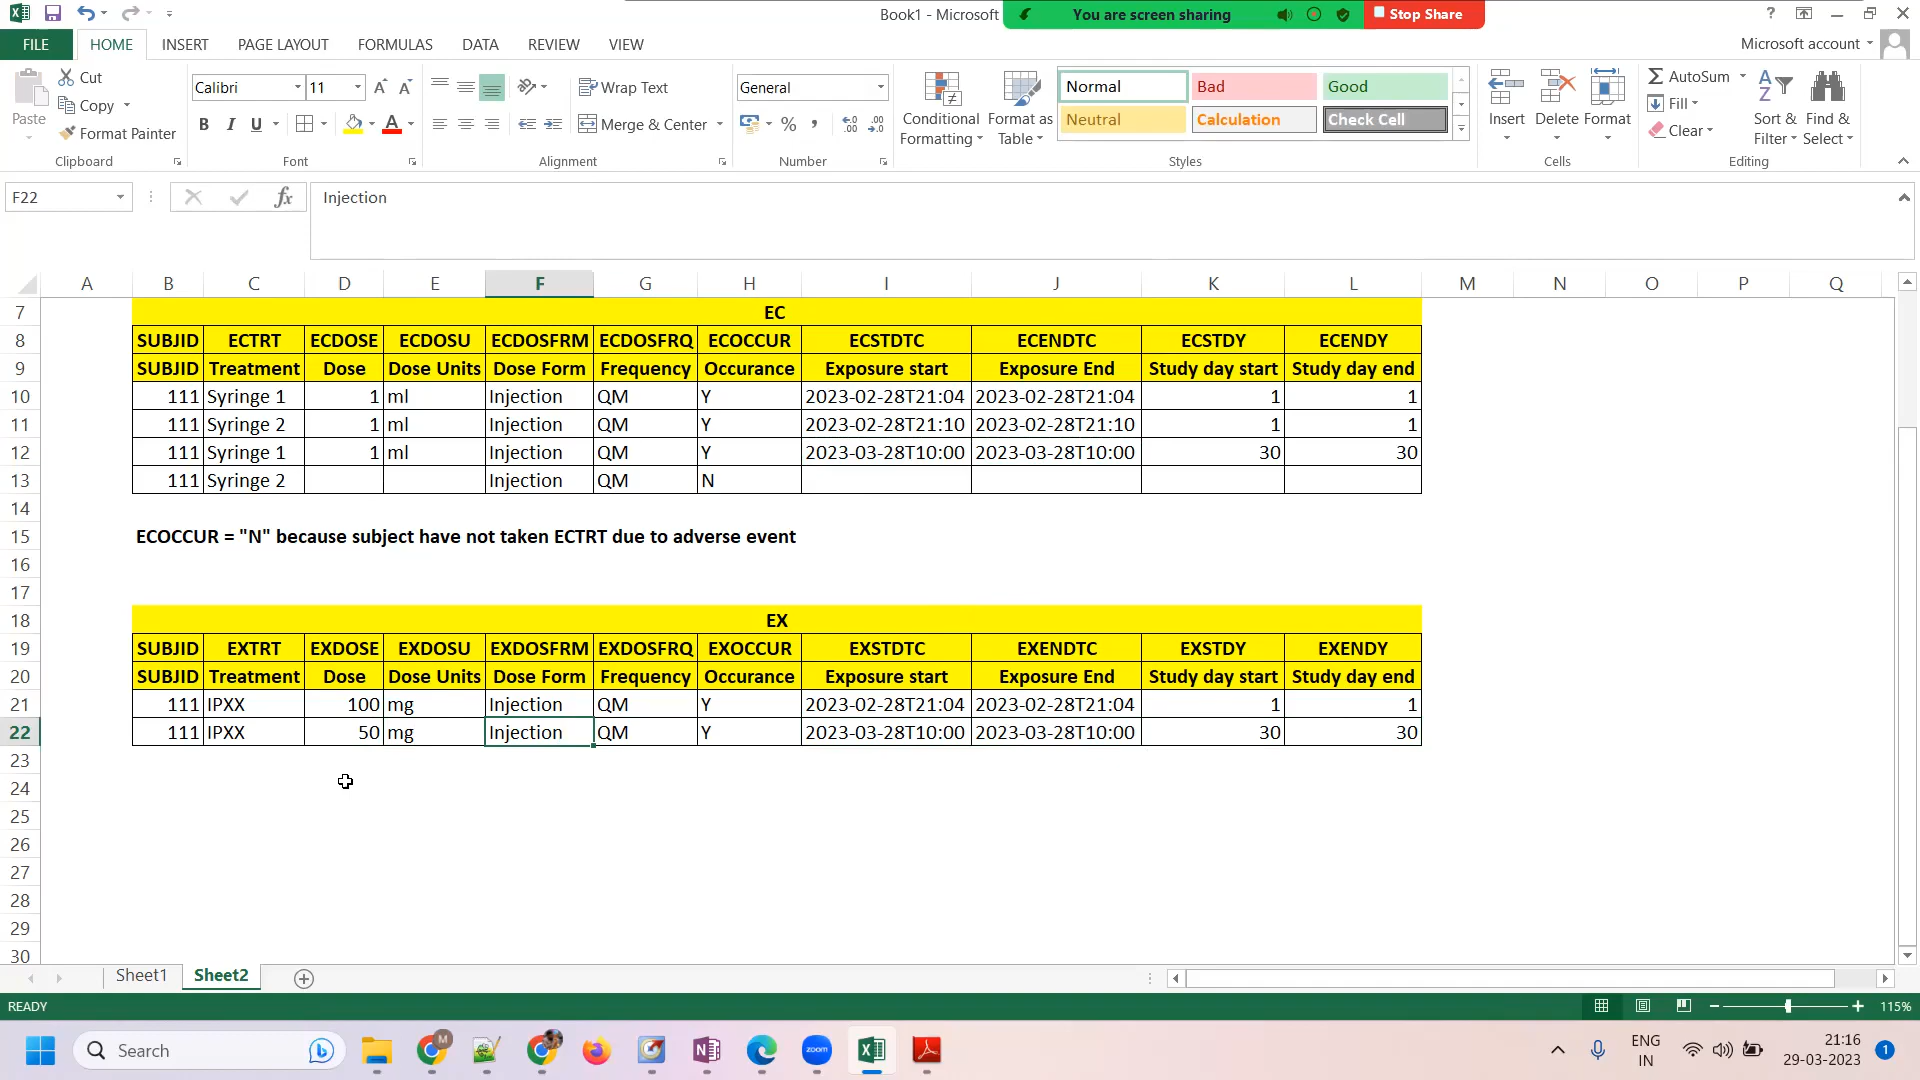 Book1 - Microsoft
You are screen sharing
Stop Share
?
FILE HOME INSERT PAGE LAYOUT FORMULAS DATA REVIEW VIEW
Microsoft account
Paste
Cut
Copy
Format Painter
Clipboard
Calibri 11
B I U
Font
Wrap Text
Merge & Center
Alignment
General
Number
Conditional Formatting
Format as Table
Normal Bad Good
Neutral Calculation Check Cell
Styles
Insert Delete Format
Cells
AutoSum
Fill
Clear
Sort & Filter
Find & Select
Editing
F22 fx Injection
A B C D E F G H I J K L M N O P Q
7 EC
8 SUBJID ECTRT ECDOSE ECDOSU ECDOSFRM ECDOSFRQ ECOCCUR ECSTDTC ECENDTC ECSTDY ECENDY
9 SUBJID Treatment Dose Dose Units Dose Form Frequency Occurance Exposure start Exposure End Study day start Study day end
10 111 Syringe 1 1 ml Injection QM Y 2023-02-28T21:04 2023-02-28T21:04 1 1
11 111 Syringe 2 1 ml Injection QM Y 2023-02-28T21:10 2023-02-28T21:10 1 1
12 111 Syringe 1 1 ml Injection QM Y 2023-03-28T10:00 2023-03-28T10:00 30 30
13 111 Syringe 2 Injection QM N
14
15 ECOCCUR = "N" because subject have not taken ECTRT due to adverse event
16
17
18 EX
19 SUBJID EXTRT EXDOSE EXDOSU EXDOSFRM EXDOSFRQ EXOCCUR EXSTDTC EXENDTC EXSTDY EXENDY
20 SUBJID Treatment Dose Dose Units Dose Form Frequency Occurance Exposure start Exposure End Study day start Study day end
21 111 IPXX 100 mg Injection QM Y 2023-02-28T21:04 2023-02-28T21:04 1 1
22 111 IPXX 50 mg Injection QM Y 2023-03-28T10:00 2023-03-28T10:00 30 30
23
24
25
26
27
28
29
30
Sheet1 Sheet2
READY
115%
Search
zoom
ENG
IN
21:16
29-03-2023
1